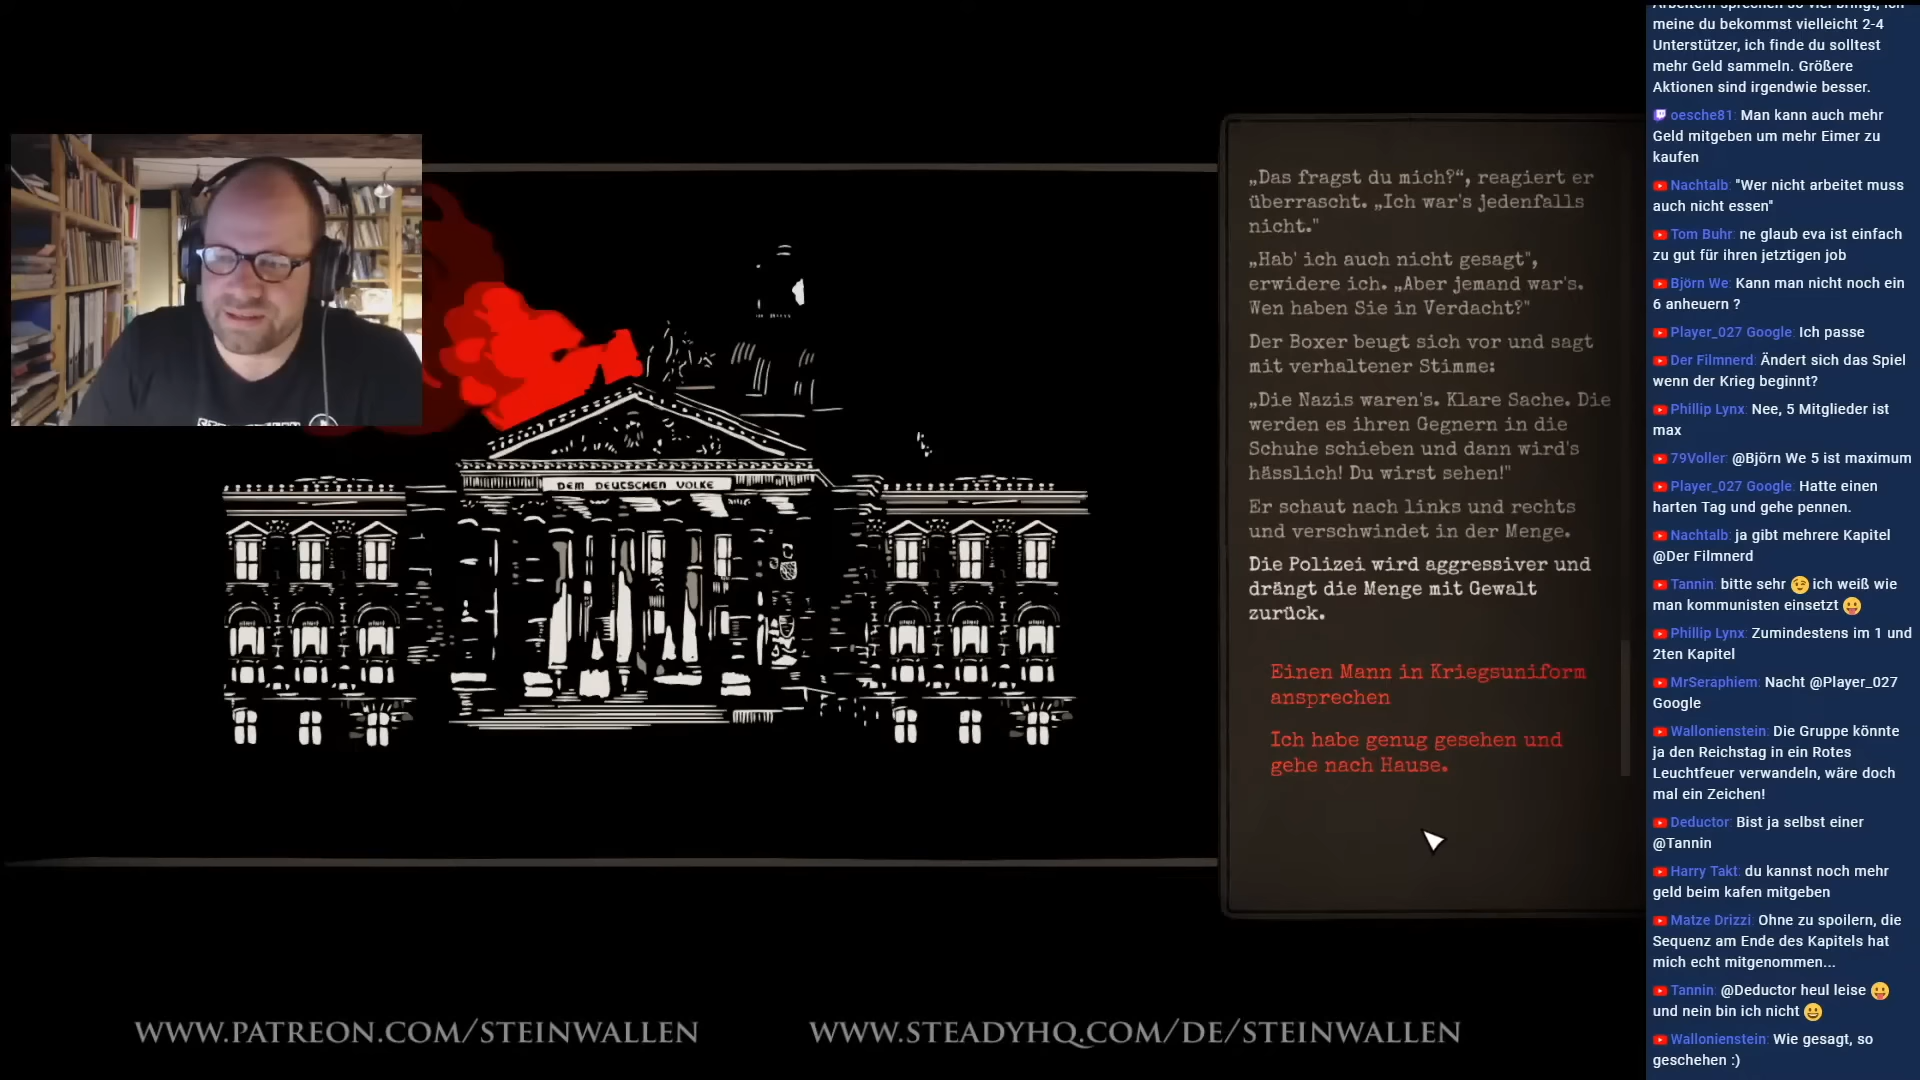 „Das fragst du mich?“, reagiert er
überrascht. „Ich war's jedenfalls
nicht."
„Hab' ich auch nicht gesagt",
erwidere ich. „Aber jemand war's.
Wen haben Sie in Verdacht?"
Der Boxer beugt sich vor und sagt
mit verhaltener Stimme:
„Die Nazis waren's. Klare Sache. Die
werden es ihren Gegnern in die
Schuhe schieben und dann wird's
hässlich! Du wirst sehen!"
Er schaut nach links und rechts
und verschwindet in der Menge.
Die Polizei wird aggressiver und
drängt die Menge mit Gewalt
zurück.
Einen Mann in Kriegsuniform
ansprechen
Ich habe genug gesehen und
gehe nach Hause.
DEM DEUTSCHEN VOLKE
WWW.PATREON.COM/STEINWALLEN
WWW.STEADYHQ.COM/DE/STEINWALLEN
Arbeitern sprechen so viel bringt, ich
meine du bekommst vielleicht 2-4
Unterstützer, ich finde du solltest
mehr Geld sammeln. Größere
Aktionen sind irgendwie besser.
oesche81: Man kann auch mehr
Geld mitgeben um mehr Eimer zu
kaufen
Nachtalb: "Wer nicht arbeitet muss
auch nicht essen"
Tom Buhr: ne glaub eva ist einfach
zu gut für ihren jetztigen job
Björn We: Kann man nicht noch ein
6 anheuern ?
Player_027 Google: Ich passe
Der Filmnerd: Ändert sich das Spiel
wenn der Krieg beginnt?
Phillip Lynx: Nee, 5 Mitglieder ist
max
79Voller: @Björn We 5 ist maximum
Player_027 Google: Hatte einen
harten Tag und gehe pennen.
Nachtalb: ja gibt mehrere Kapitel
@Der Filmnerd
Tannin: bitte sehr 😉 ich weiß wie
man kommunisten einsetzt 😛
Phillip Lynx: Zumindestens im 1 und
2ten Kapitel
MrSeraphiem: Nacht @Player_027
Google
Wallonienstein: Die Gruppe könnte
ja den Reichstag in ein Rotes
Leuchtfeuer verwandeln, wäre doch
mal ein Zeichen!
Deductor: Bist ja selbst einer
@Tannin
Harry Takt: du kannst noch mehr
geld beim kafen mitgeben
Matze Drizzi: Ohne zu spoilern, die
Sequenz am Ende des Kapitels hat
mich echt mitgenommen...
Tannin: @Deductor heul leise 😛
und nein bin ich nicht 😀
Wallonienstein: Wie gesagt, so
geschehen :)